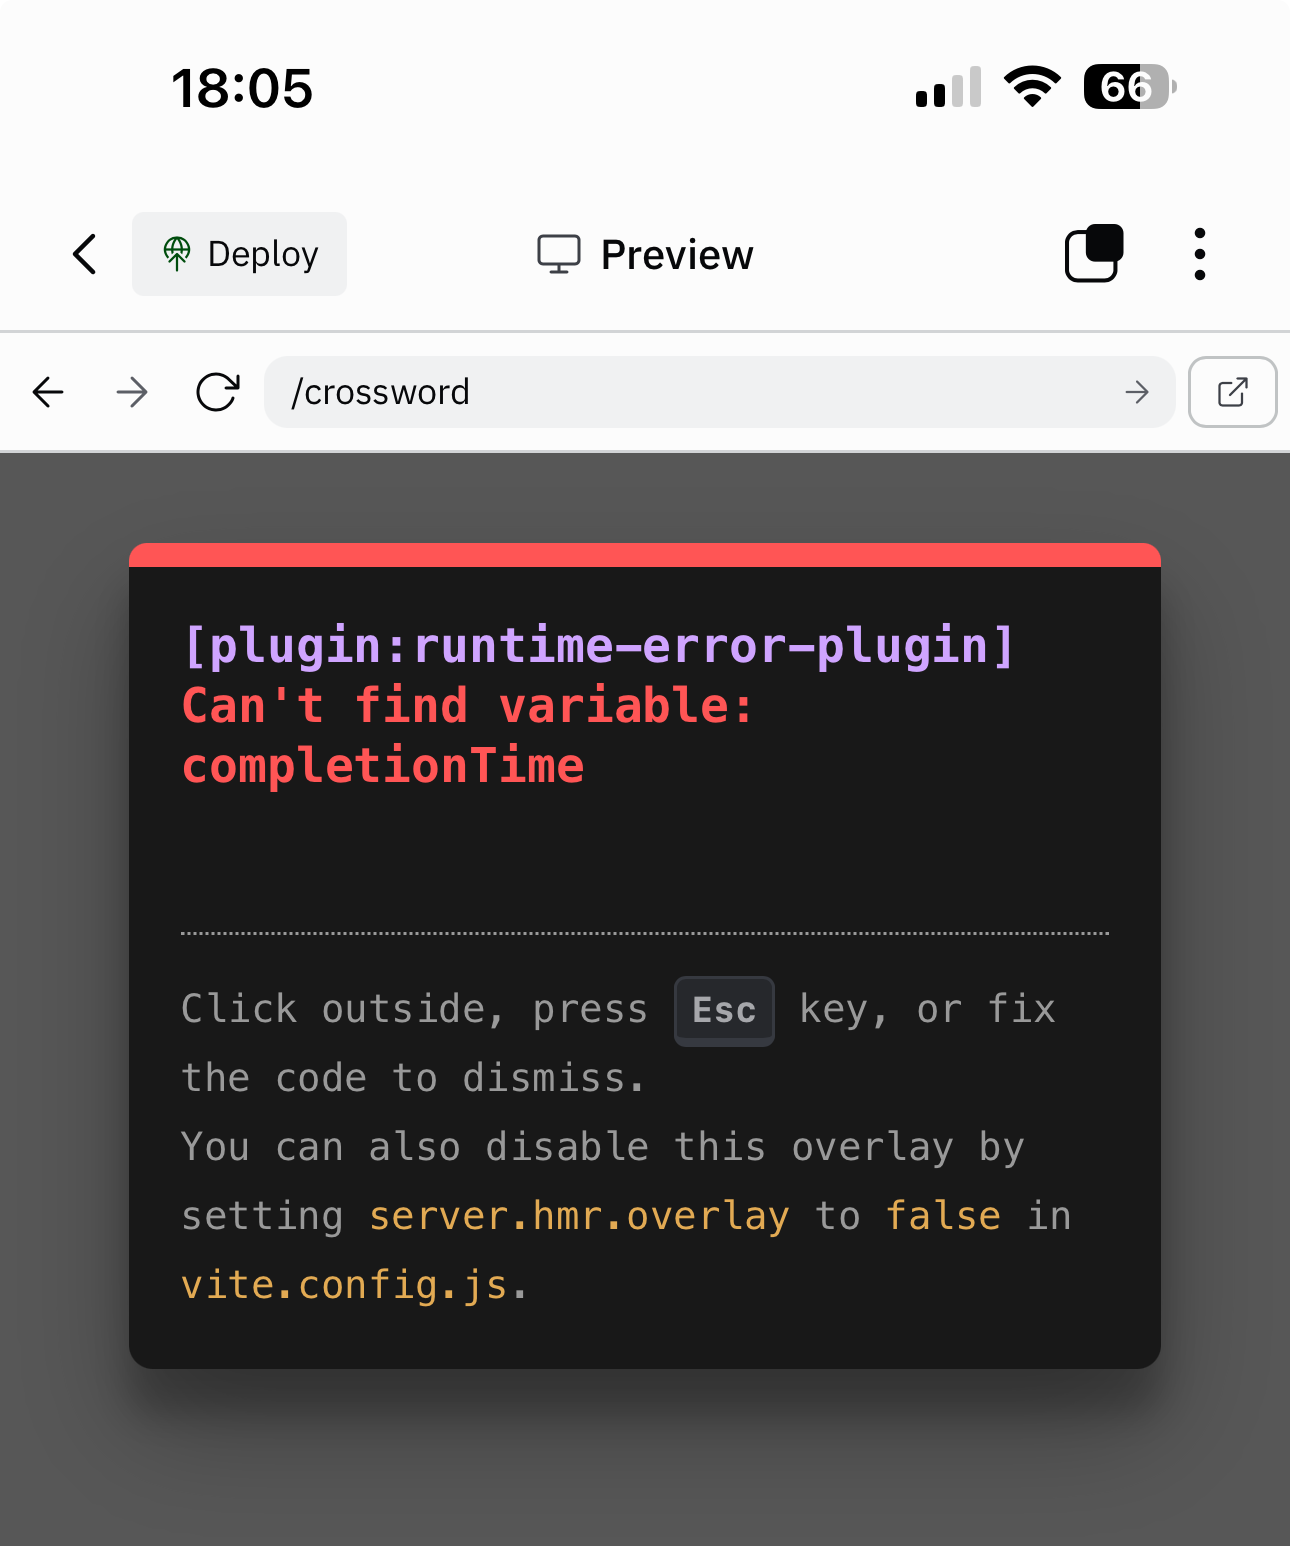 18:05
66
Deploy
Preview
/crossword
[plugin:runtime-error-plugin]
Can't find variable:
completionTime
Click outside, press Esc key, or fix
the code to dismiss.
You can also disable this overlay by
setting server.hmr.overlay to false in
vite.config.js.